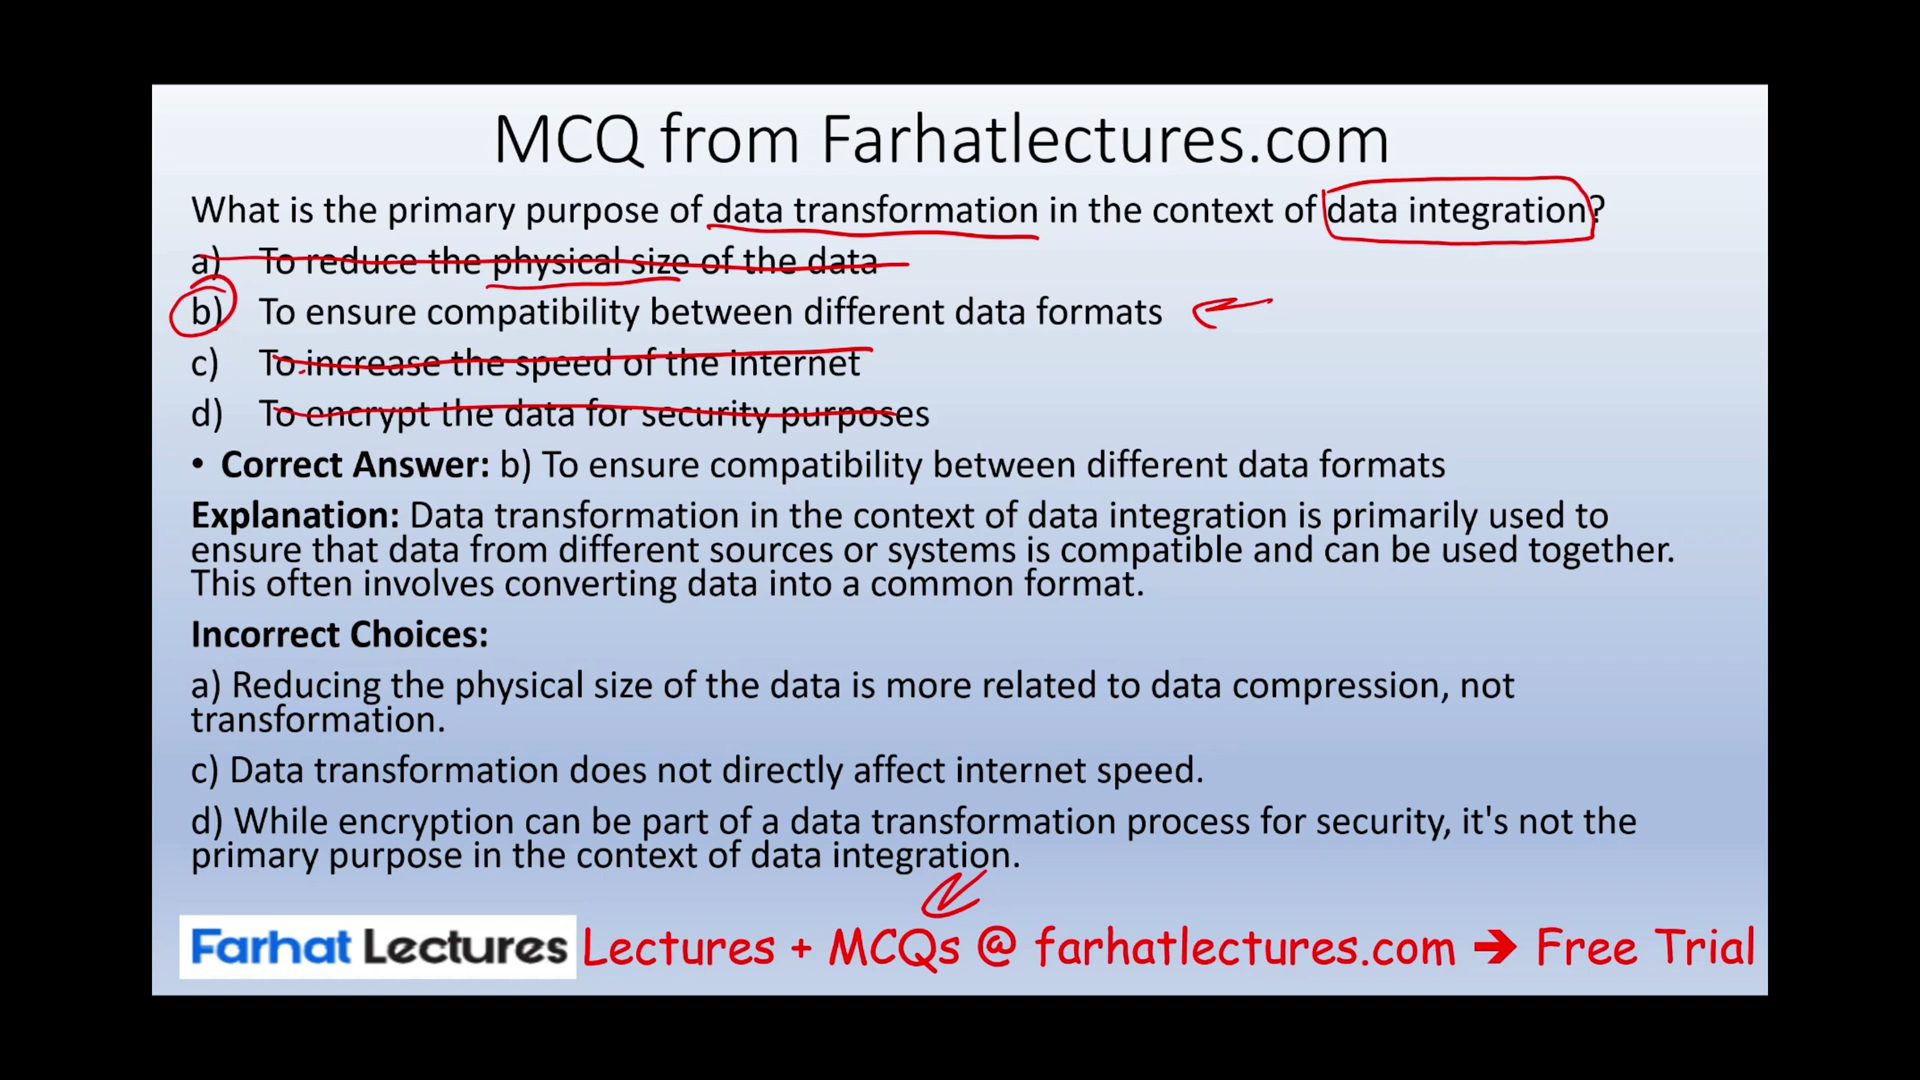 MCQ from Farhatlectures.com
What is the primary purpose of data transformation in the context of data integration?
a) To reduce the physical size of the data
b) To ensure compatibility between different data formats
c) To increase the speed of the internet
d) To encrypt the data for security purposes
• Correct Answer: b) To ensure compatibility between different data formats
Explanation: Data transformation in the context of data integration is primarily used to
ensure that data from different sources or systems is compatible and can be used together.
This often involves converting data into a common format.
Incorrect Choices:
a) Reducing the physical size of the data is more related to data compression, not
transformation.
c) Data transformation does not directly affect internet speed.
d) While encryption can be part of a data transformation process for security, it's not the
primary purpose in the context of data integration.
Farhat Lectures Lectures + MCQs @ farhatlectures.com → Free Trial